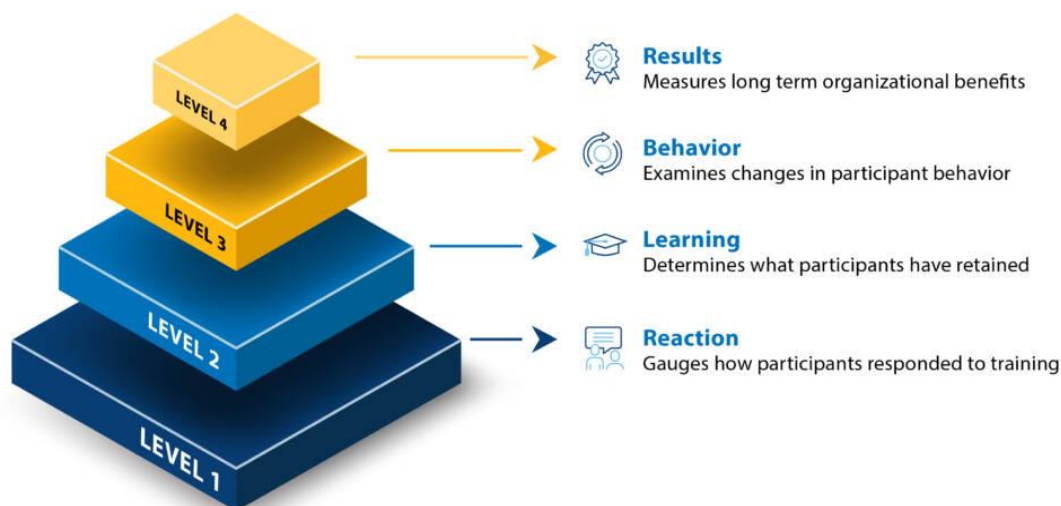 LEVEL 4
Results
Measures long term organizational benefits
LEVEL 3
Behavior
Examines changes in participant behavior
LEVEL 2
Learning
Determines what participants have retained
LEVEL 1
Reaction
Gauges how participants responded to training